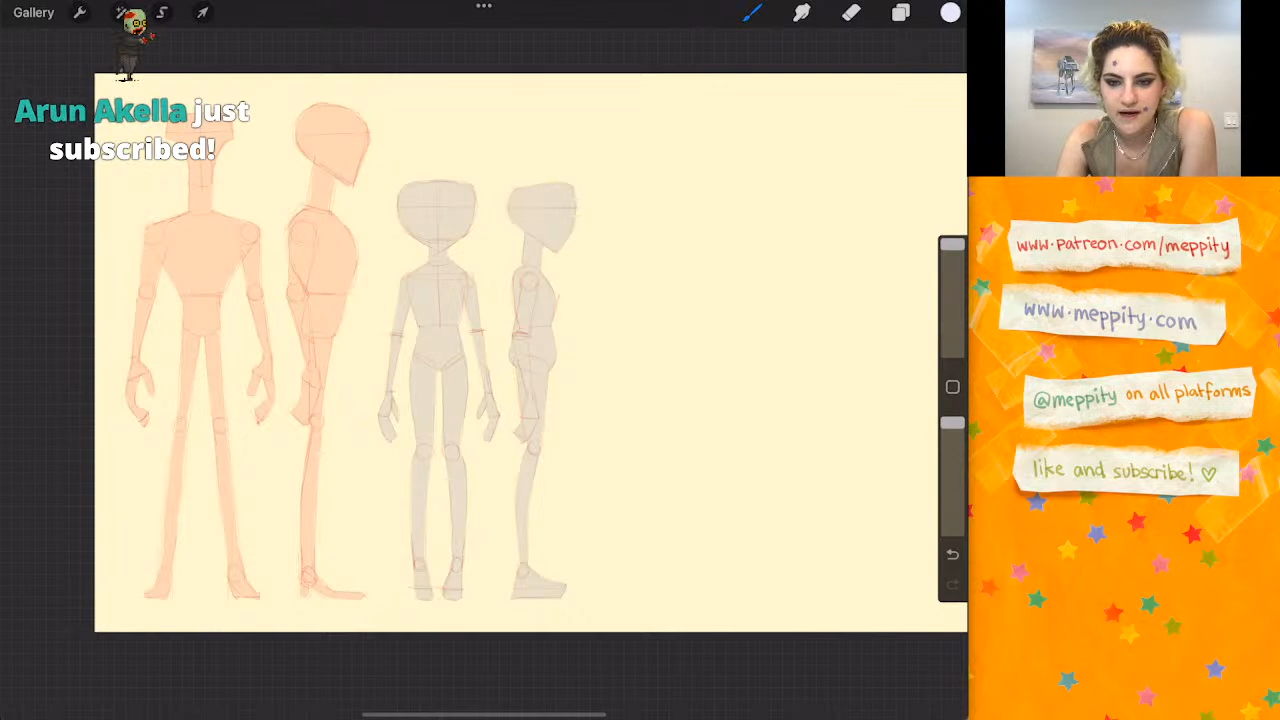 Gallery
Arun Akella just
subscribed!
www.patreon.com/meppity
www.meppity.com
@meppity on all platforms
like and subscribe! ♡